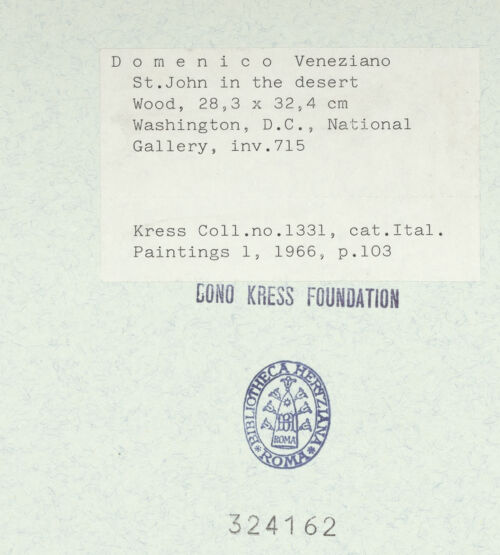 D o m e n i c o Veneziano
St.John in the desert
Wood, 28,3 x 32,4 cm
Washington, D.C., National
Gallery, inv.715
Kress Coll.no.1331, cat.Ital.
Paintings 1, 1966, p.103
DONO KRESS FOUNDATION
BIBLIOTHECA HERTZIANA
BH
ROMA
* ROMA *
324162